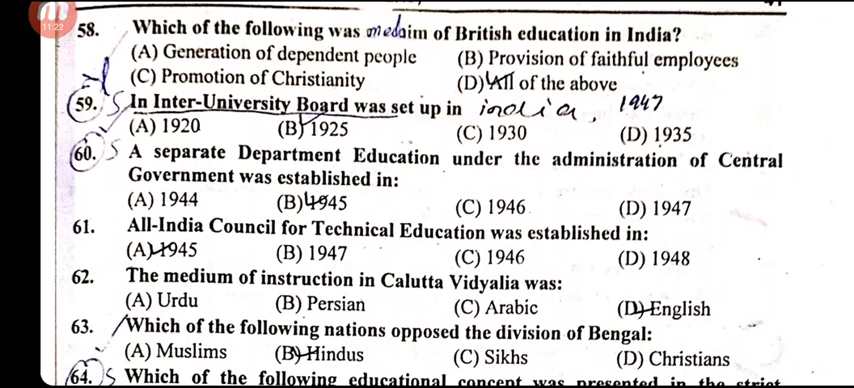 11:22
58. Which of the following was medaim of British education in India?
(A) Generation of dependent people (B) Provision of faithful employees
(C) Promotion of Christianity (D) All of the above
59. S In Inter-University Board was set up in india, 1947
(A) 1920 (B) 1925 (C) 1930 (D) 1935
60. S A separate Department Education under the administration of Central
Government was established in:
(A) 1944 (B) 1945 (C) 1946 (D) 1947
61. All-India Council for Technical Education was established in:
(A) 1945 (B) 1947 (C) 1946 (D) 1948
62. The medium of instruction in Calutta Vidyalia was:
(A) Urdu (B) Persian (C) Arabic (D) English
63. Which of the following nations opposed the division of Bengal:
(A) Muslims (B) Hindus (C) Sikhs (D) Christians
64. S Which of the following educational concept was presented in the strict